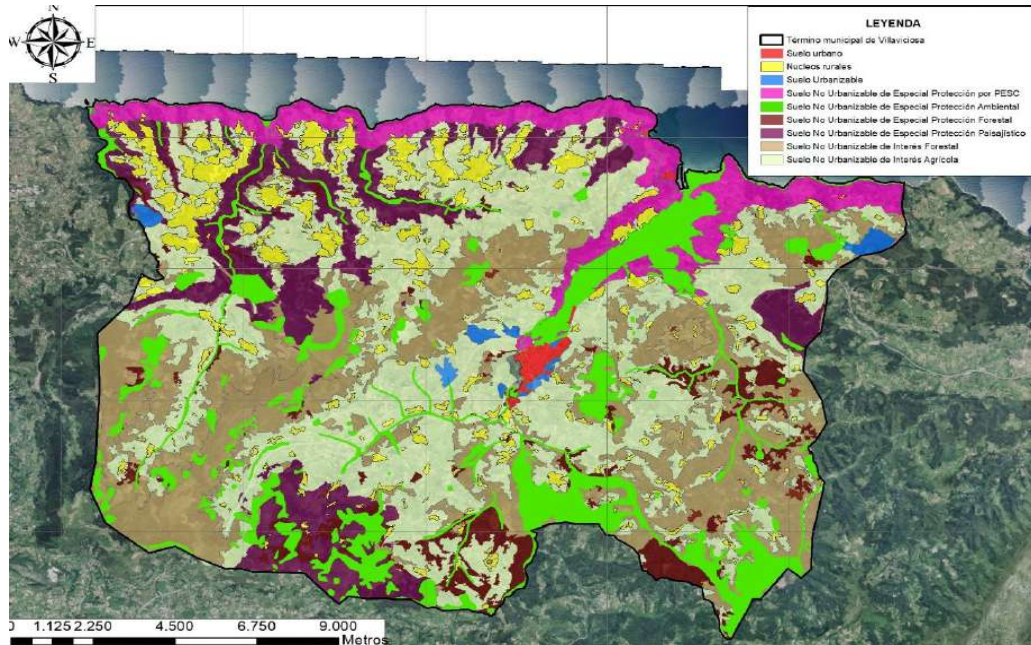 N
W E
S
LEYENDA
Término municipal de Villaviciosa
Suelo urbano
Nucleos rurales
Suelo Urbanizable
Suelo No Urbanizable de Especial Protección por PESC
Suelo No Urbanizable de Especial Protección Ambiental
Suelo No Urbanizable de Especial Protección Forestal
Suelo No Urbanizable de Especial Protección Paisajístico
Suelo No Urbanizable de Interés Forestal
Suelo No Urbanizable de Interés Agrícola
0 1.125 2.250 4.500 6.750 9.000
Metros